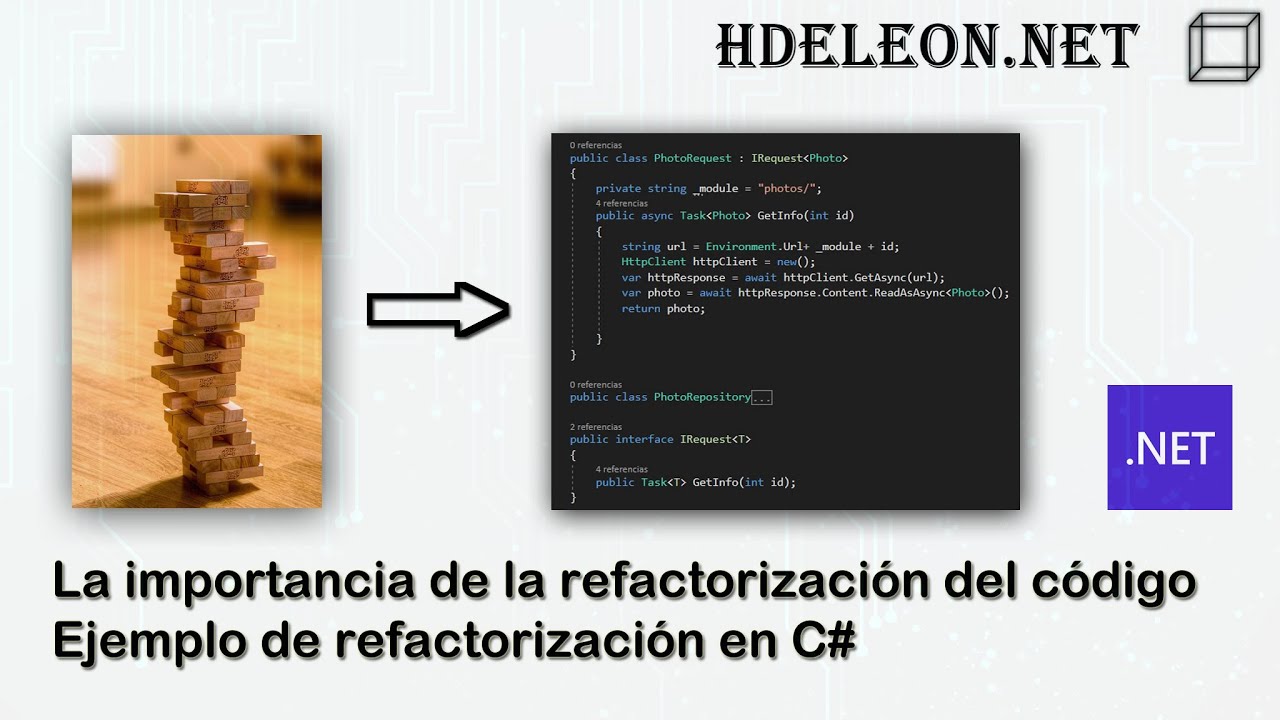 HDELEON.NET
0 referencias
public class PhotoRequest : IRequest<Photo>
{
private string _module = "photos/";
4 referencias
public async Task<Photo> GetInfo(int id)
{
string url = Environment.Url+ _module + id;
HttpClient httpClient = new();
var httpResponse = await httpClient.GetAsync(url);
var photo = await httpResponse.Content.ReadAsAsync<Photo>();
return photo;
}
}
0 referencias
public class PhotoRepository...
2 referencias
public interface IRequest<T>
{
4 referencias
public Task<T> GetInfo(int id);
}
.NET
La importancia de la refactorización del código
Ejemplo de refactorización en C#